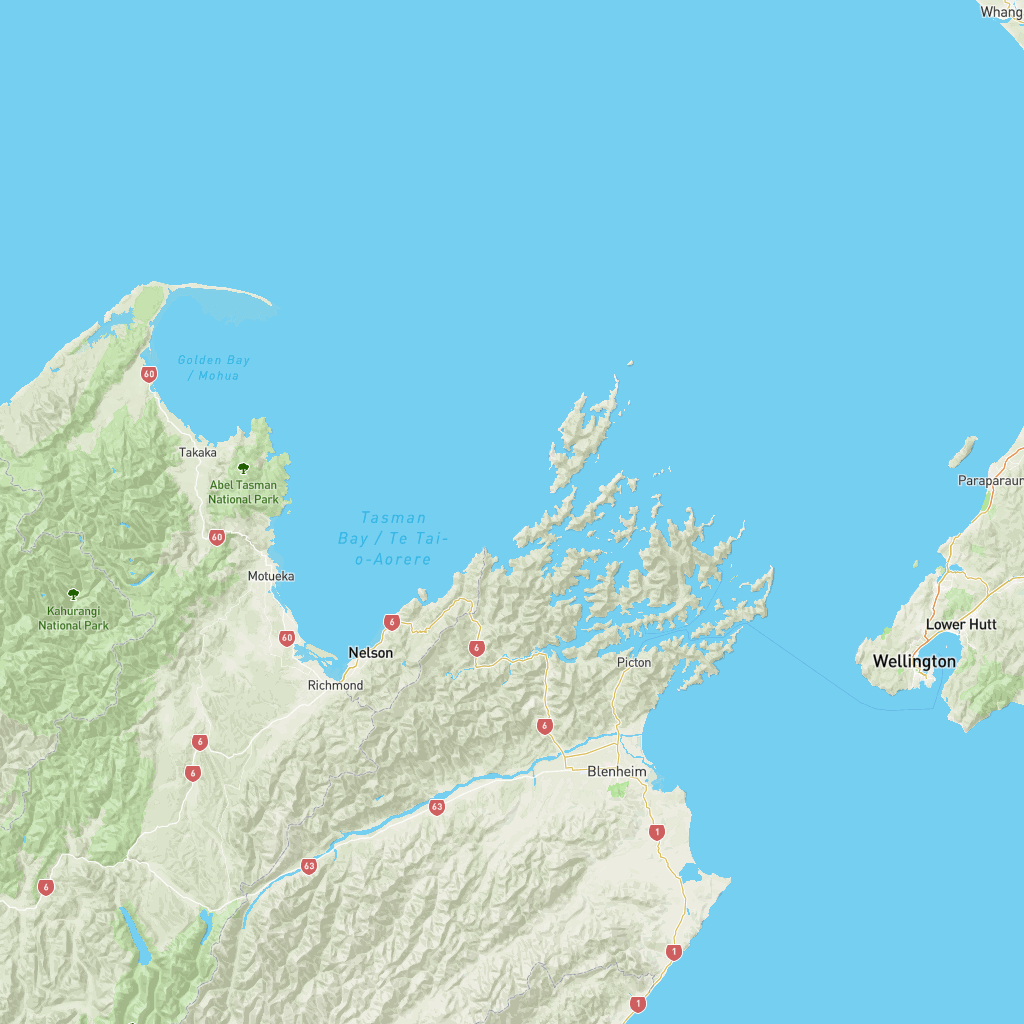 Whang
Golden Bay
/ Mohua
60
Takaka
Abel Tasman
National Park
Paraparaum
Tasman
Bay / Te Tai-
o-Aorere
60
Motueka
Kahurangi
National Park
6
Lower Hutt
60
6
Nelson
Wellington
Picton
Richmond
6
6
6
Blenheim
63
1
63
6
1
1